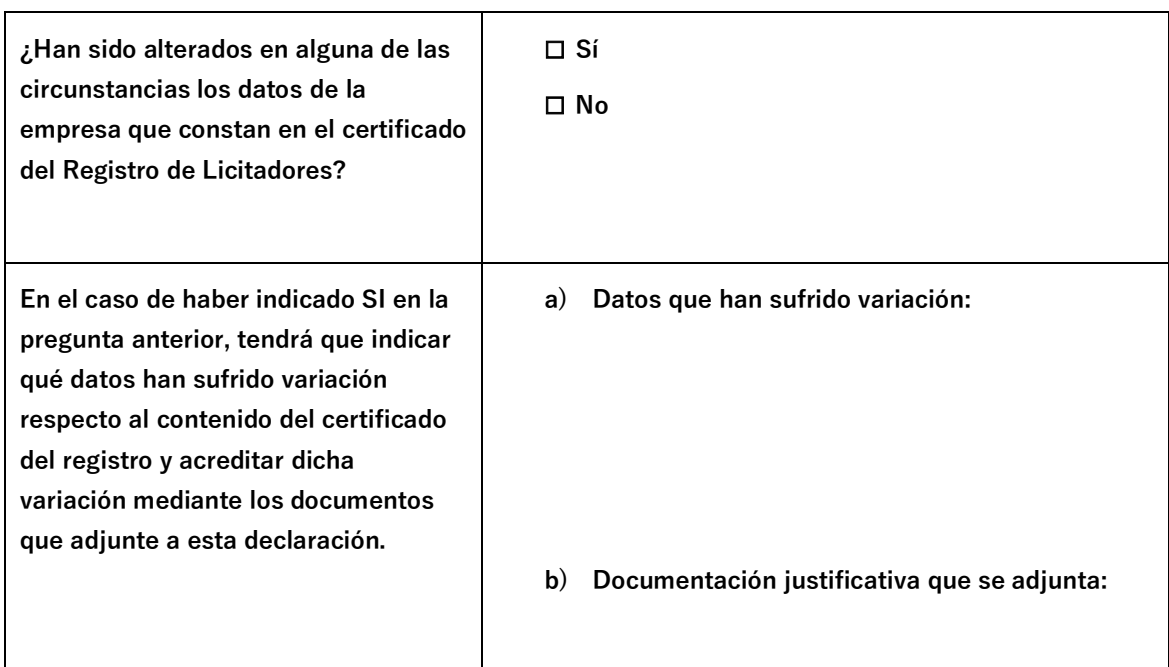 ¿Han sido alterados en alguna de las
circunstancias los datos de la
empresa que constan en el certificado
del Registro de Licitadores?
☐ Sí
☐ No
En el caso de haber indicado SI en la
pregunta anterior, tendrá que indicar
qué datos han sufrido variación
respecto al contenido del certificado
del registro y acreditar dicha
variación mediante los documentos
que adjunte a esta declaración.
a) Datos que han sufrido variación:
b) Documentación justificativa que se adjunta: